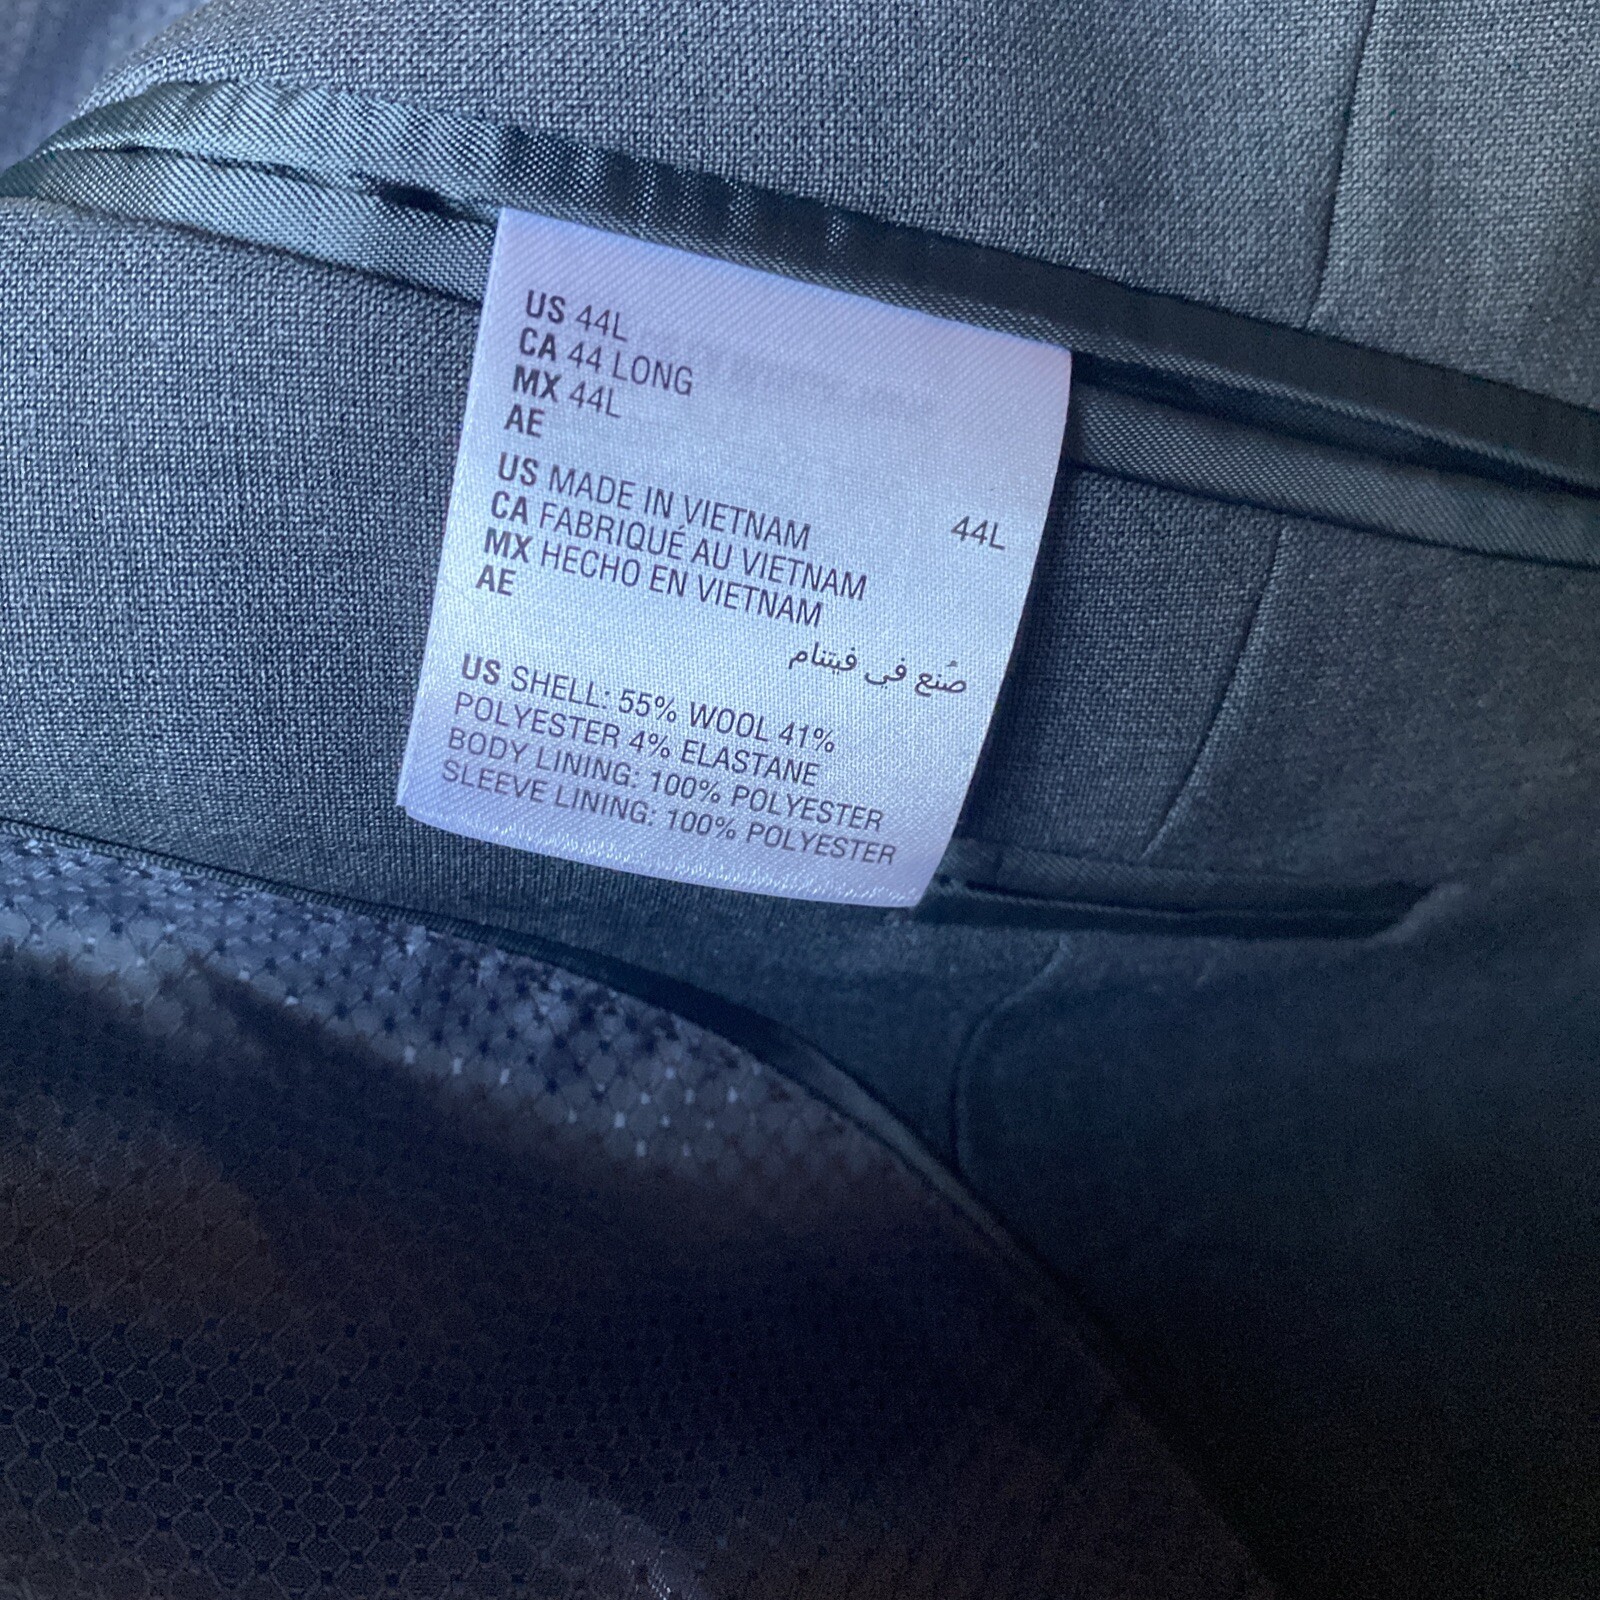 US 44L
CA 44 LONG
MX 44L
AE
44L
US MADE IN VIETNAM
CA FABRIQUÉ AU VIETNAM
MX HECHO EN VIETNAM
AE
صُنع في فيتنام
US SHELL: 55% WOOL 41%
POLYESTER 4% ELASTANE
BODY LINING: 100% POLYESTER
SLEEVE LINING: 100% POLYESTER